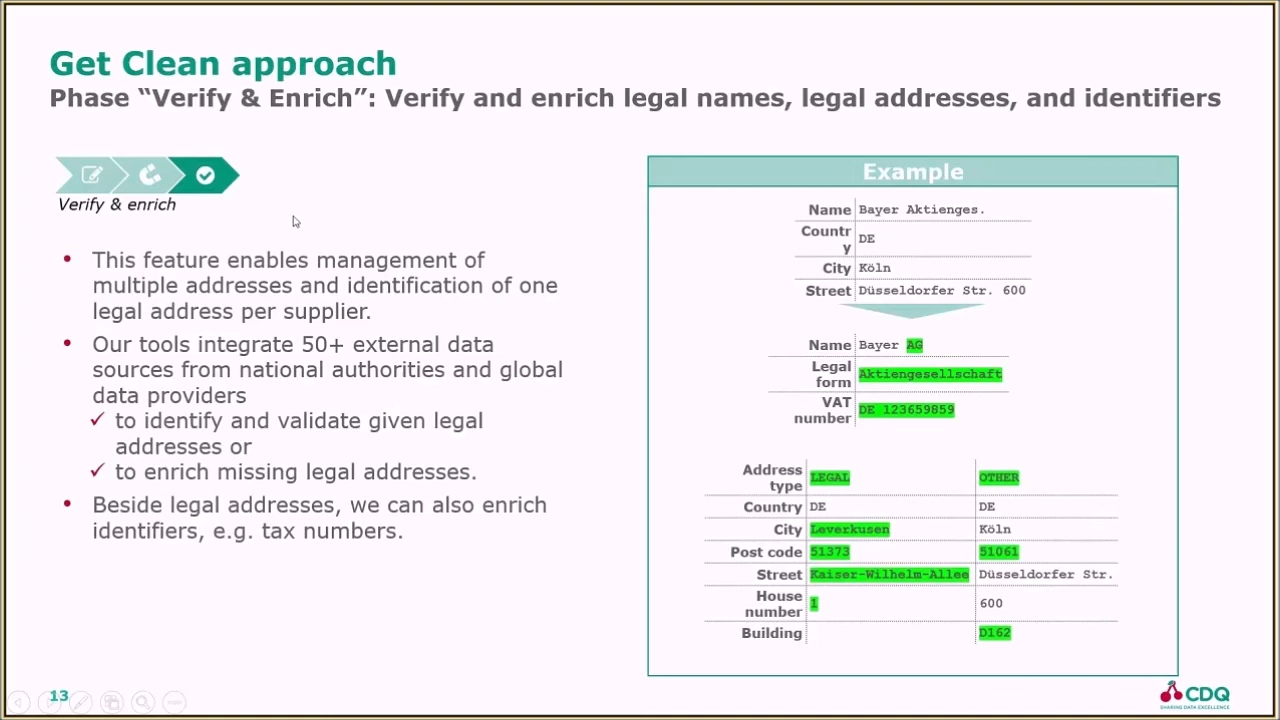 Get Clean approach
Phase “Verify & Enrich”: Verify and enrich legal names, legal addresses, and identifiers
Verify & enrich
• This feature enables management of
multiple addresses and identification of one
legal address per supplier.
• Our tools integrate 50+ external data
sources from national authorities and global
data providers
✓ to identify and validate given legal
addresses or
✓ to enrich missing legal addresses.
• Beside legal addresses, we can also enrich
identifiers, e.g. tax numbers.
Example
Name Bayer Aktienges.
Countr
y DE
City Köln
Street Düsseldorfer Str. 600
Name Bayer AG
Legal
form Aktiengesellschaft
VAT
number DE 123659859
Address
type LEGAL OTHER
Country DE DE
City Leverkusen Köln
Post code 51373 51061
Street Kaiser-Wilhelm-Allee Düsseldorfer Str.
House
number 1 600
Building D162
13
CDQ
SHARING DATA EXCELLENCE